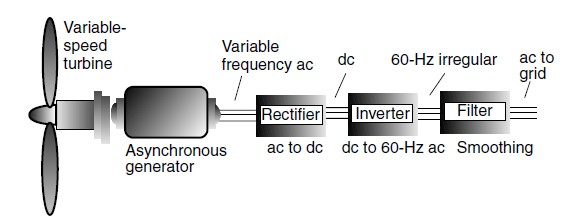 Variable-
speed
turbine
Variable
frequency ac
dc
60-Hz irregular
ac to
grid
Rectifier
Inverter
Filter
Asynchronous
generator
ac to dc
dc to 60-Hz ac
Smoothing